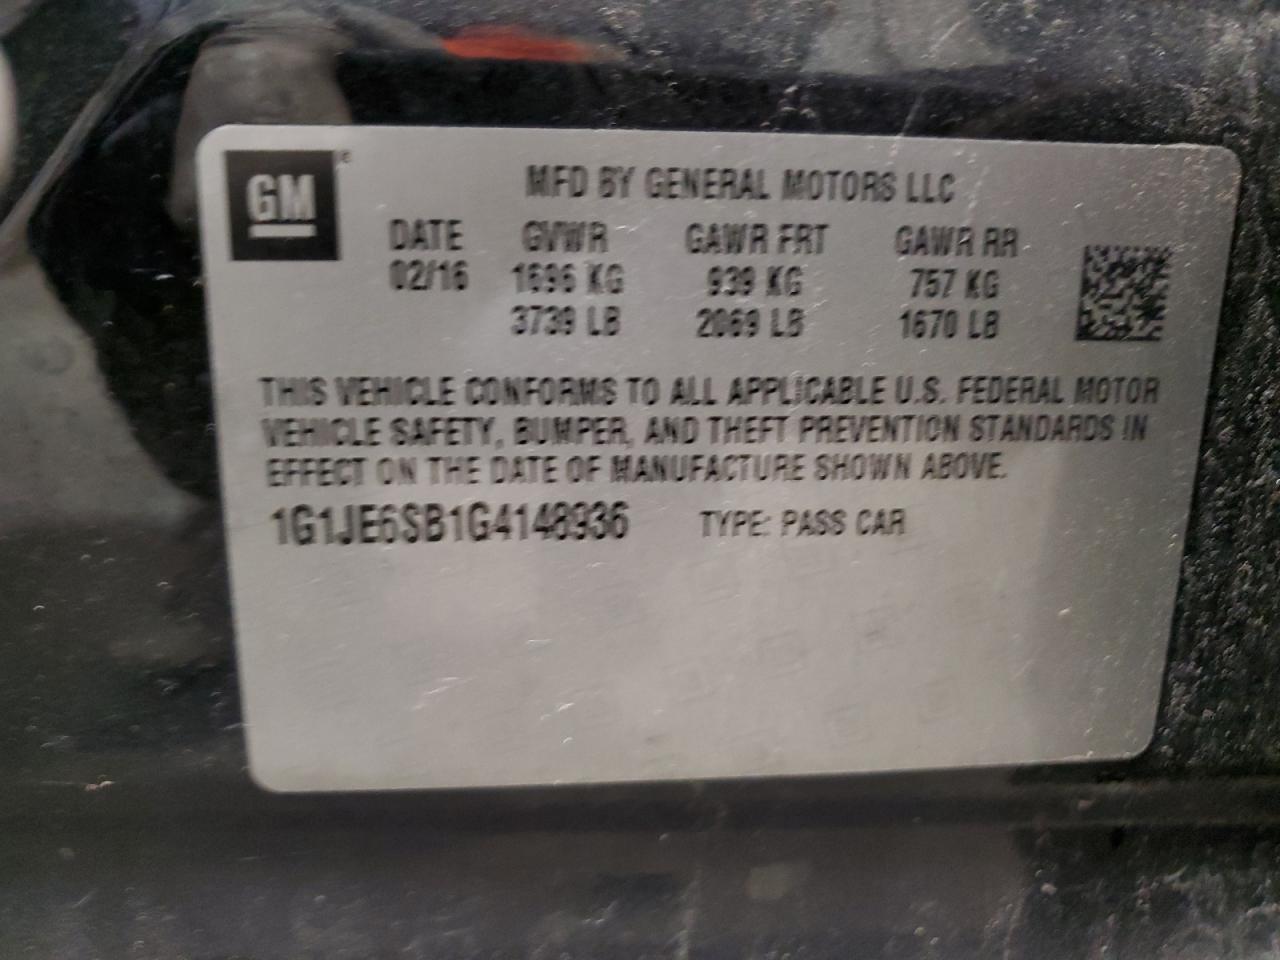 GM®
MFD BY GENERAL MOTORS LLC
DATE GVWR GAWR FRT GAWR RR
02/16 1696 KG 939 KG 757 KG
3739 LB 2069 LB 1670 LB
THIS VEHICLE CONFORMS TO ALL APPLICABLE U.S. FEDERAL MOTOR
VEHICLE SAFETY, BUMPER, AND THEFT PREVENTION STANDARDS IN
EFFECT ON THE DATE OF MANUFACTURE SHOWN ABOVE.
1G1JE6SB1G4148936 TYPE: PASS CAR